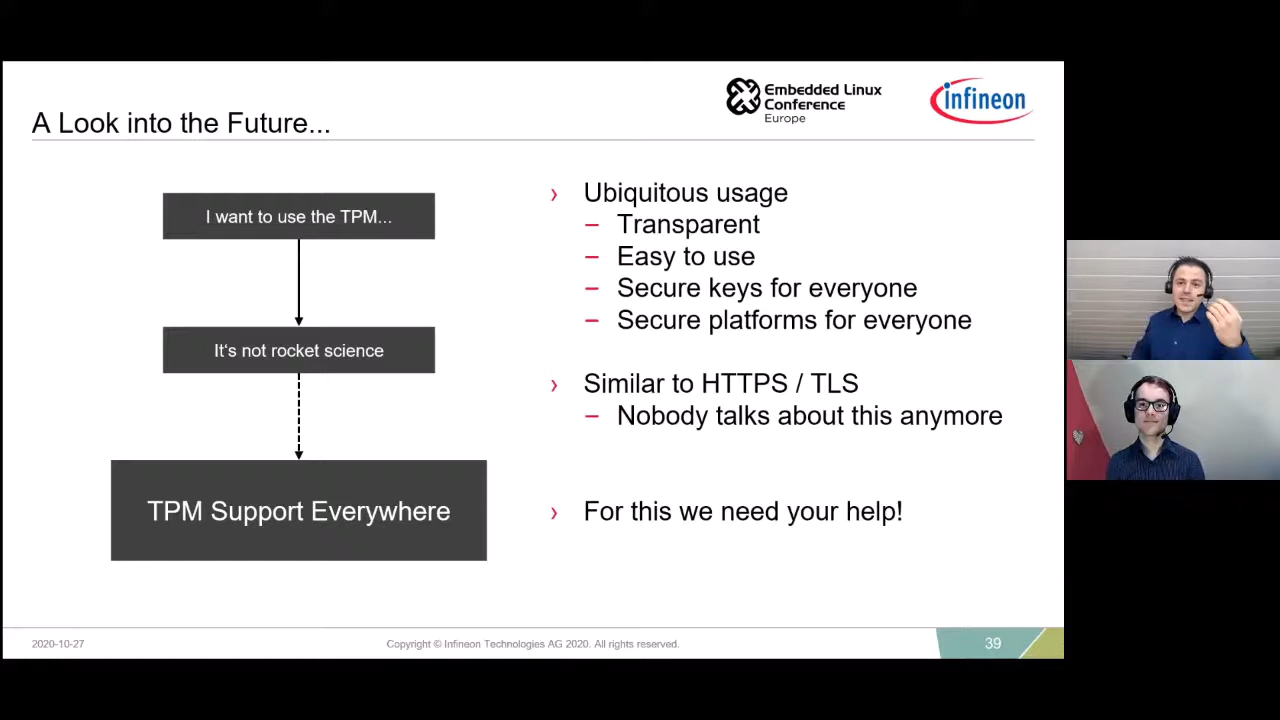 Embedded Linux
Conference
Europe
infineon
A Look into the Future...
I want to use the TPM...
It's not rocket science
TPM Support Everywhere
› Ubiquitous usage
– Transparent
– Easy to use
– Secure keys for everyone
– Secure platforms for everyone
› Similar to HTTPS / TLS
– Nobody talks about this anymore
› For this we need your help!
2020-10-27
Copyright © Infineon Technologies AG 2020. All rights reserved.
39